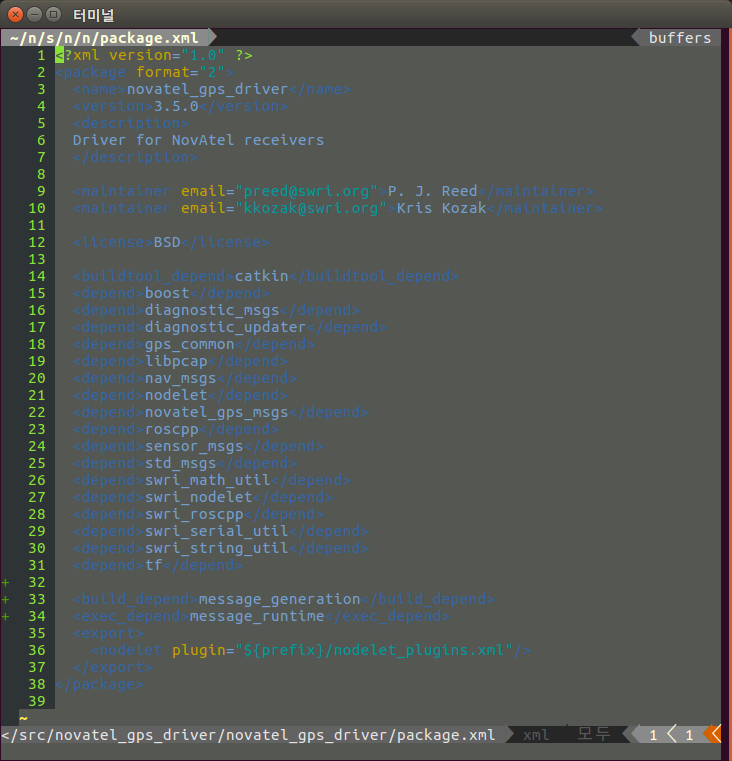 터미널
~/n/s/n/n/package.xml buffers
1 <?xml version="1.0" ?>
2 <package format="2">
3 <name>novatel_gps_driver</name>
4 <version>3.5.0</version>
5 <description>
6 Driver for NovAtel receivers
7 </description>
8
9 <maintainer email="preed@swri.org">P. J. Reed</maintainer>
10 <maintainer email="kkozak@swri.org">Kris Kozak</maintainer>
11
12 <license>BSD</license>
13
14 <buildtool_depend>catkin</buildtool_depend>
15 <depend>boost</depend>
16 <depend>diagnostic_msgs</depend>
17 <depend>diagnostic_updater</depend>
18 <depend>gps_common</depend>
19 <depend>libpcap</depend>
20 <depend>nav_msgs</depend>
21 <depend>nodelet</depend>
22 <depend>novatel_gps_msgs</depend>
23 <depend>roscpp</depend>
24 <depend>sensor_msgs</depend>
25 <depend>std_msgs</depend>
26 <depend>swri_math_util</depend>
27 <depend>swri_nodelet</depend>
28 <depend>swri_roscpp</depend>
29 <depend>swri_serial_util</depend>
30 <depend>swri_string_util</depend>
31 <depend>tf</depend>
+ 32
+ 33 <build_depend>message_generation</build_depend>
+ 34 <exec_depend>message_runtime</exec_depend>
35 <export>
36 <nodelet plugin="${prefix}/nodelet_plugins.xml"/>
37 </export>
38 </package>
39
~
</src/novatel_gps_driver/novatel_gps_driver/package.xml xml 모두 1 1